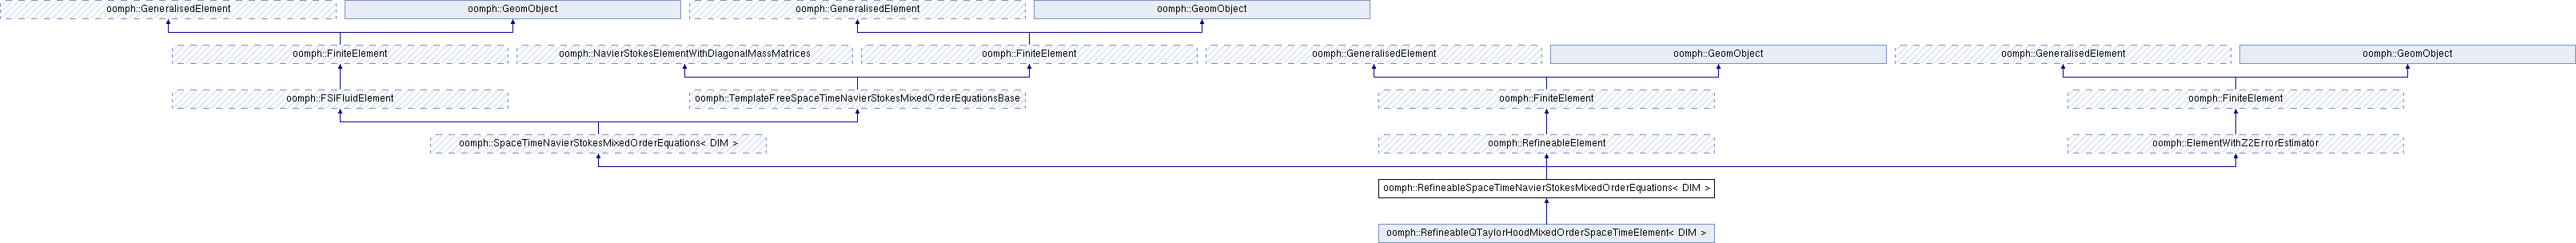 oomph::GeneralisedElement
oomph::GeomObject
oomph::GeneralisedElement
oomph::GeomObject
oomph::FiniteElement
oomph::NavierStokesElementWithDiagonalMassMatrices
oomph::FiniteElement
oomph::GeneralisedElement
oomph::GeomObject
oomph::GeneralisedElement
oomph::GeomObject
oomph::FSIFluidElement
oomph::TemplateFreeSpaceTimeNavierStokesMixedOrderEquationsBase
oomph::FiniteElement
oomph::FiniteElement
oomph::SpaceTimeNavierStokesMixedOrderEquations< DIM >
oomph::RefineableElement
oomph::ElementWithZ2ErrorEstimator
oomph::RefineableSpaceTimeNavierStokesMixedOrderEquations< DIM >
oomph::RefineableQTaylorHoodMixedOrderSpaceTimeElement< DIM >